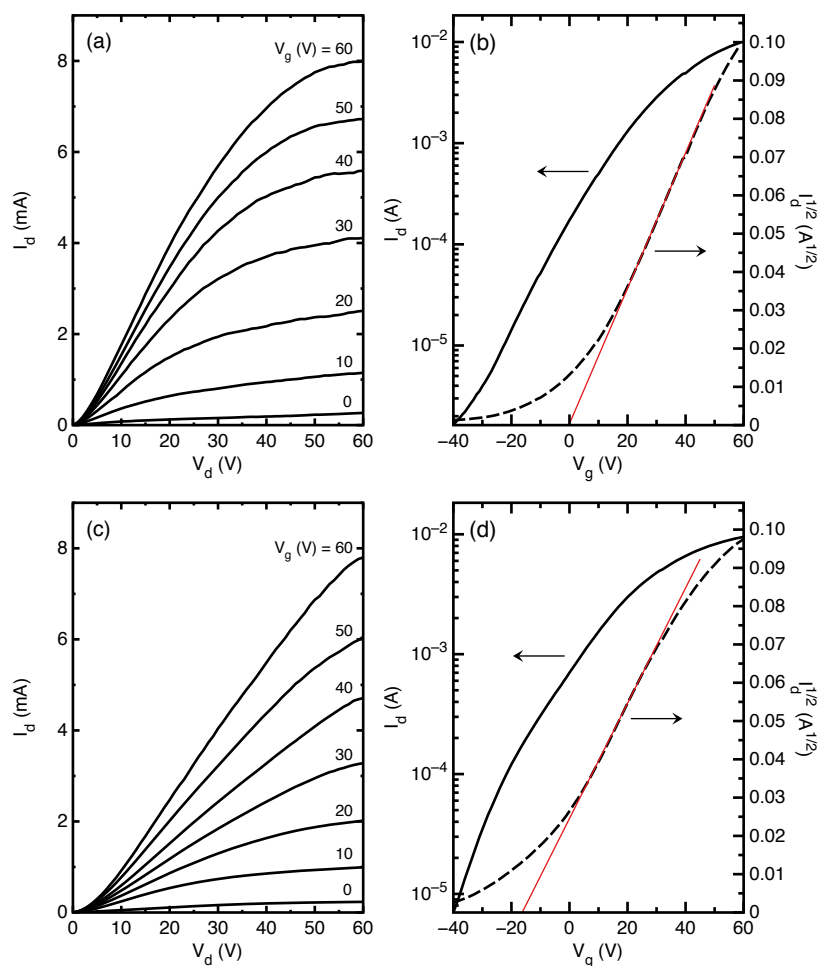 (a)
V_g (V) = 60
50
40
30
20
10
0
8
6
4
2
0
I_d (mA)
0 10 20 30 40 50 60
V_d (V)
(b)
10⁻²
10⁻³
10⁻⁴
10⁻⁵
I_d (A)
0.10
0.09
0.08
0.07
0.06
0.05
0.04
0.03
0.02
0.01
0
I_d^1/2 (A^1/2)
−40 −20 0 20 40 60
V_g (V)
(c)
V_g (V) = 60
50
40
30
20
10
0
8
6
4
2
0
I_d (mA)
0 10 20 30 40 50 60
V_d (V)
(d)
10⁻²
10⁻³
10⁻⁴
10⁻⁵
I_d (A)
0.10
0.09
0.08
0.07
0.06
0.05
0.04
0.03
0.02
0.01
0
I_d^1/2 (A^1/2)
−40 −20 0 20 40 60
V_g (V)